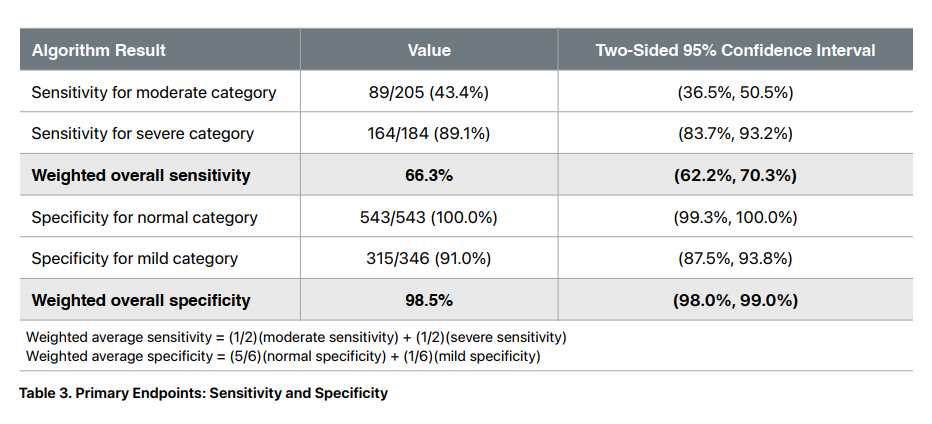 Algorithm Result Value Two-Sided 95% Confidence Interval
Sensitivity for moderate category 89/205 (43.4%) (36.5%, 50.5%)
Sensitivity for severe category 164/184 (89.1%) (83.7%, 93.2%)
Weighted overall sensitivity 66.3% (62.2%, 70.3%)
Specificity for normal category 543/543 (100.0%) (99.3%, 100.0%)
Specificity for mild category 315/346 (91.0%) (87.5%, 93.8%)
Weighted overall specificity 98.5% (98.0%, 99.0%)
Weighted average sensitivity = (1/2)(moderate sensitivity) + (1/2)(severe sensitivity)
Weighted average specificity = (5/6)(normal specificity) + (1/6)(mild specificity)
Table 3. Primary Endpoints: Sensitivity and Specificity